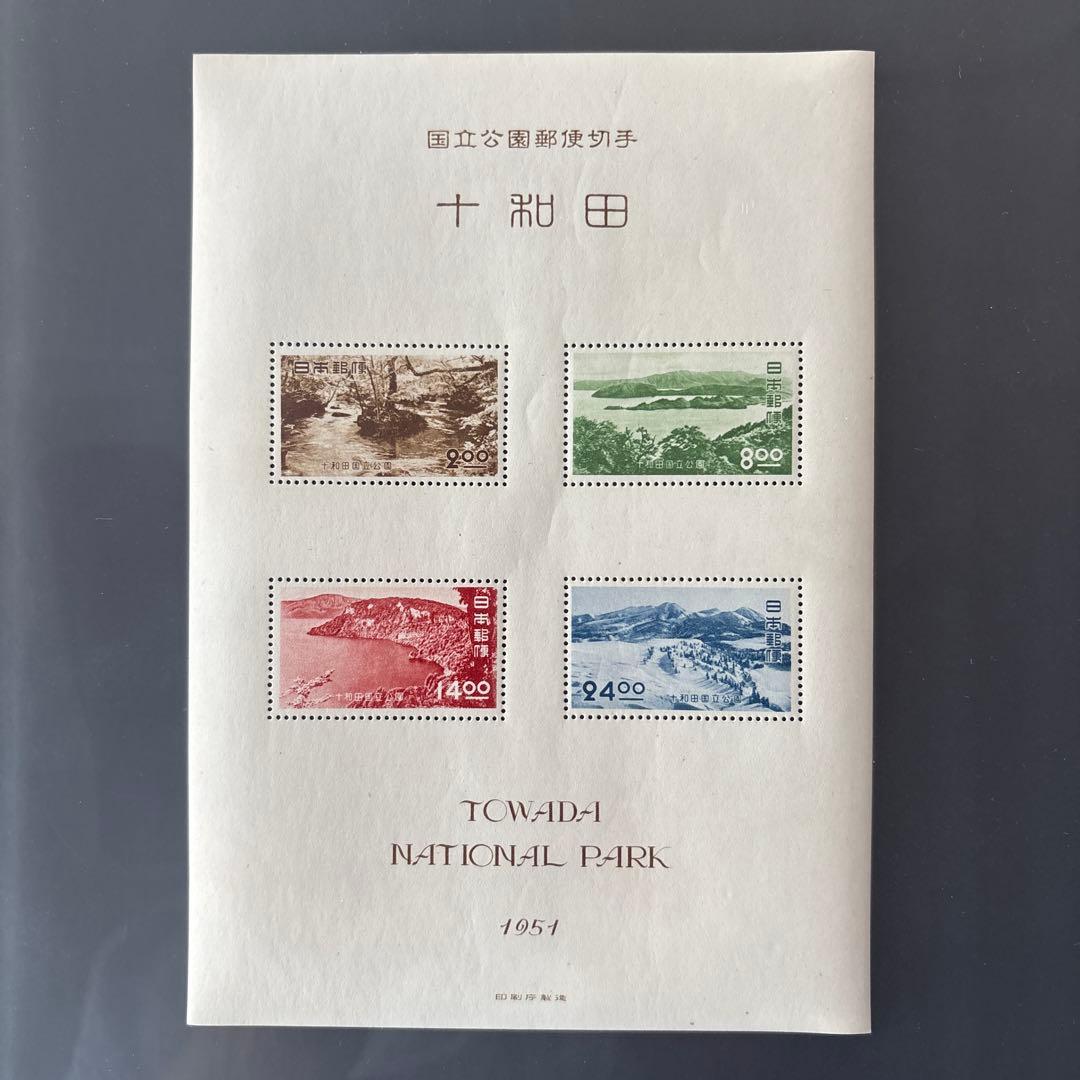 国立公園郵便切手
十和田
日本郵便
十和田国立公園
2.00
日本郵便
十和田国立公園
8.00
日本郵便
十和田国立公園
14.00
日本郵便
24.00
十和田国立公園
TOWADA
NATIONAL PARK
1951
印刷庁製造